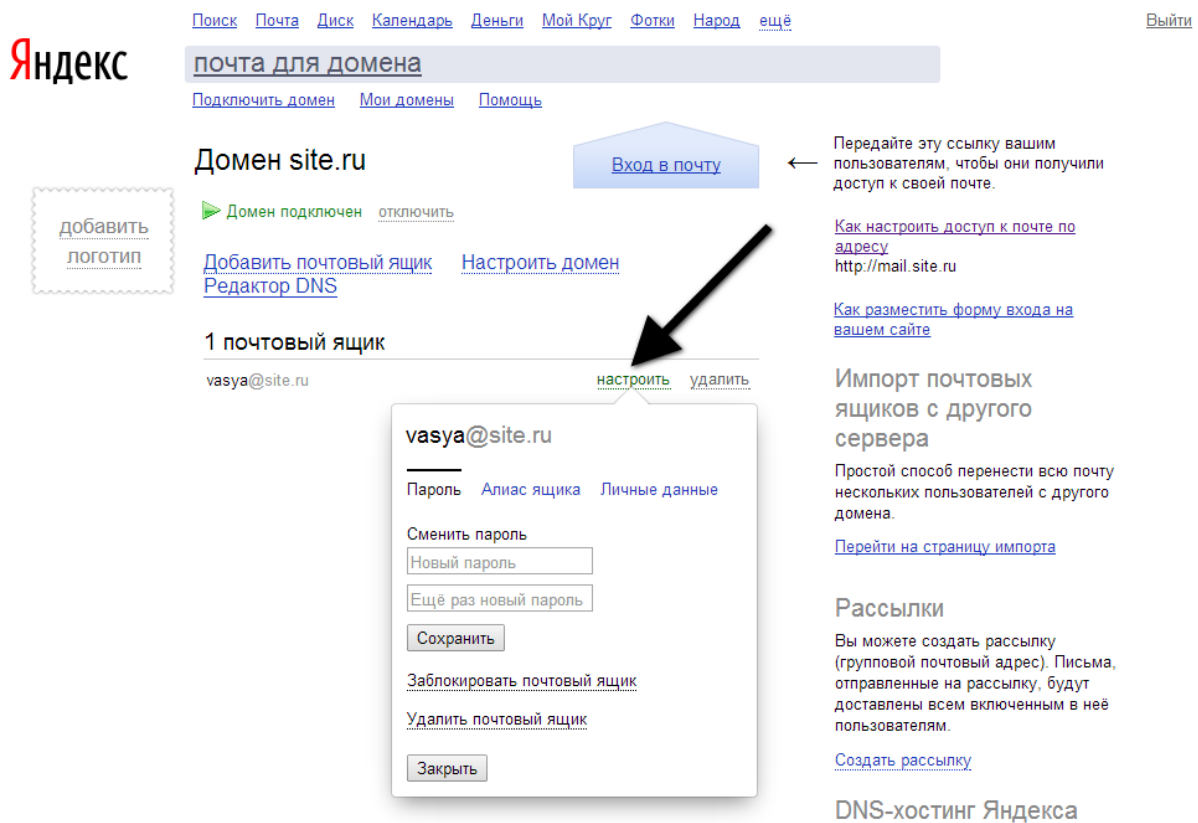 Поиск Почта Диск Календарь Деньги Мой Круг Фотки Народ ещё Выйти
Яндекс
почта для домена
Подключить домен Мои домены Помощь
Домен site.ru
Вход в почту
← Передайте эту ссылку вашим
пользователям, чтобы они получили
доступ к своей почте.
добавить
логотип
Домен подключен отключить
Как настроить доступ к почте по
адресу
http://mail.site.ru
Добавить почтовый ящик Настроить домен
Редактор DNS
Как разместить форму входа на
вашем сайте
1 почтовый ящик
vasya@site.ru настроить удалить
vasya@site.ru
Пароль Алиас ящика Личные данные
Сменить пароль
Новый пароль
Ещё раз новый пароль
Сохранить
Заблокировать почтовый ящик
Удалить почтовый ящик
Закрыть
Импорт почтовых
ящиков с другого
сервера
Простой способ перенести всю почту
нескольких пользователей с другого
домена.
Перейти на страницу импорта
Рассылки
Вы можете создать рассылку
(групповой почтовый адрес). Письма,
отправленные на рассылку, будут
доставлены всем включенным в неё
пользователям.
Создать рассылку
DNS-хостинг Яндекса